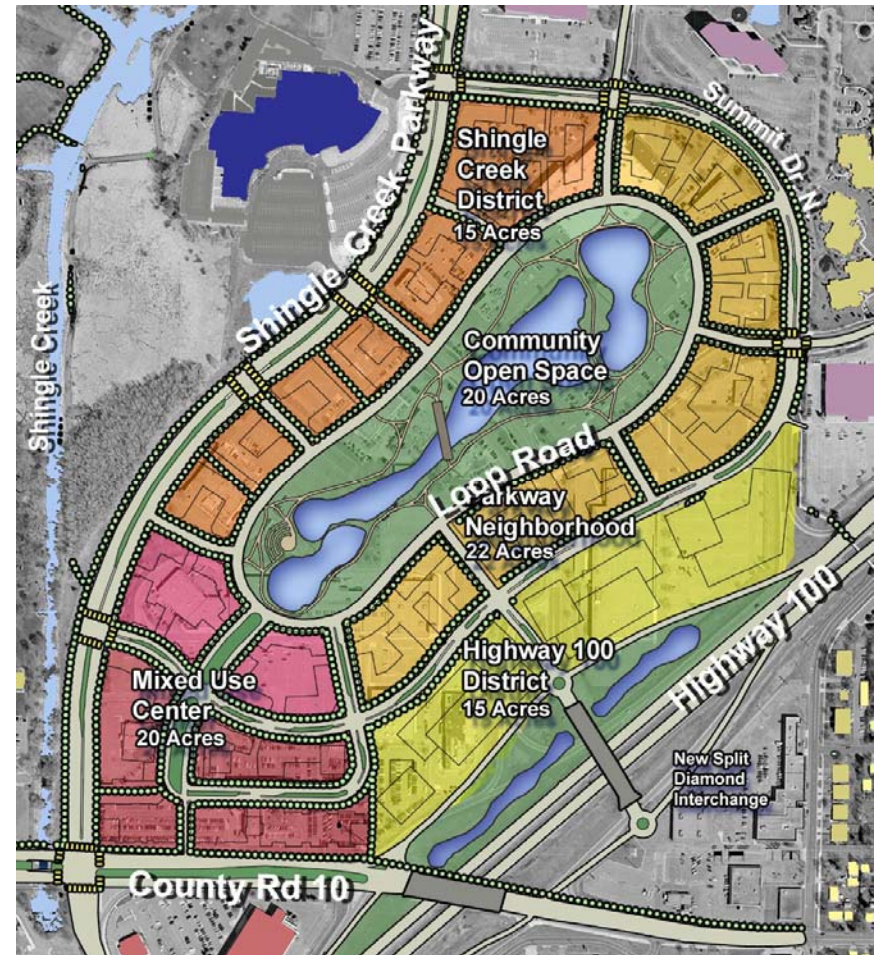 Shingle Creek Parkway
Summit Dr. N.
Shingle
Creek
District
15 Acres
Shingle Creek
Community
Open Space
20 Acres
Loop Road
Parkway
Neighborhood
22 Acres
Highway 100
Highway 100
District
15 Acres
Mixed Use
Center
20 Acres
New Split
Diamond
Interchange
County Rd 10